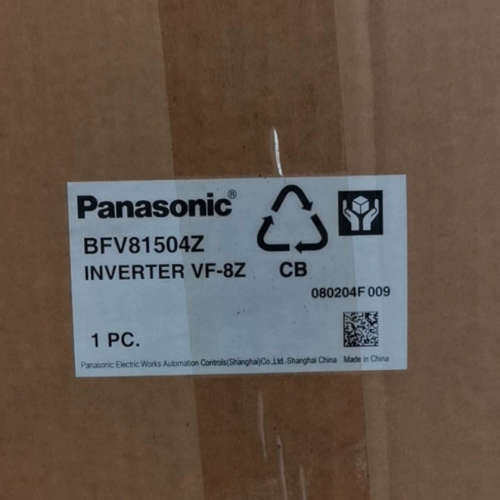 Panasonic®
BFV81504Z
INVERTER VF-8Z
CB
080204F 009
1 PC.
Panasonic Electric Works Automation Controls(Shanghai)Co.,Ltd.-Shanghai China
Made in China